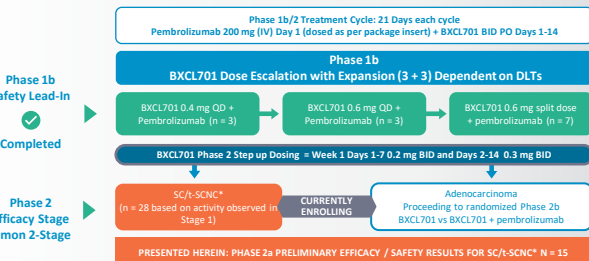 Phase 1b/2 Treatment Cycle: 21 Days each cycle
Pembrolizumab 200 mg (IV) Day 1 (dosed as per package insert) + BXCL701 BID PO Days 1-14
Phase 1b
BXCL701 Dose Escalation with Expansion (3 + 3) Dependent on DLTs
Phase 1b
afety Lead-In
Completed
BXCL701 0.4 mg QD +
Pembrolizumab (n = 3)
BXCL701 0.6 mg QD +
Pembrolizumab (n = 3)
BXCL701 0.6 mg split dose
+ pembrolizumab (n = 7)
BXCL701 Phase 2 Step up Dosing = Week 1 Days 1-7 0.2 mg BID and Days 2-14 0.3 mg BID
Phase 2
fficacy Stage
mon 2-Stage
SC/t-SCNC*
(n = 28 based on activity observed in
Stage 1)
CURRENTLY
ENROLLING
Adenocarcinoma
Proceeding to randomized Phase 2b
BXCL701 vs BXCL701 + pembrolizumab
PRESENTED HEREIN: PHASE 2a PRELIMINARY EFFICACY / SAFETY RESULTS FOR SC/t-SCNC* N = 15